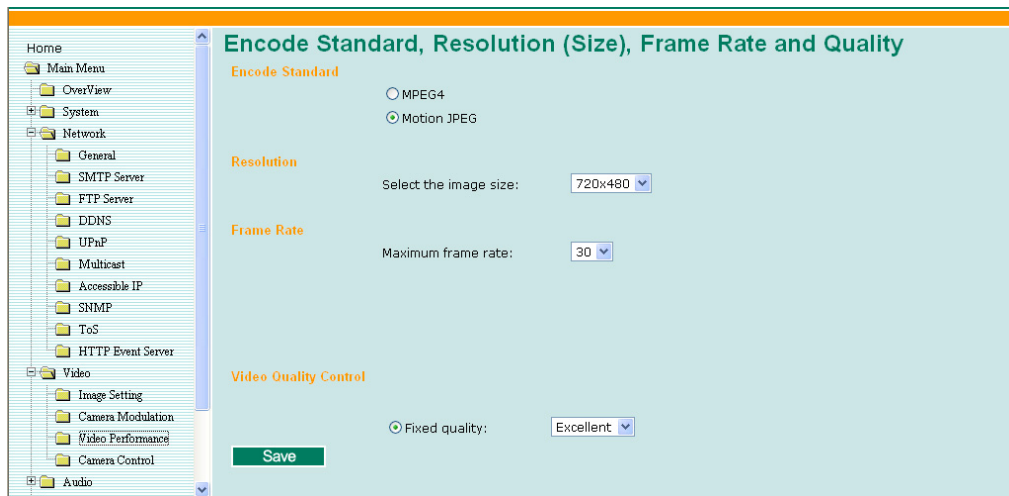 Home
Main Menu
OverView
System
Network
General
SMTP Server
FTP Server
DDNS
UPnP
Multicast
Accessible IP
SNMP
ToS
HTTP Event Server
Video
Image Setting
Camera Modulation
Video Performance
Camera Control
Audio
Encode Standard, Resolution (Size), Frame Rate and Quality
Encode Standard
MPEG4
Motion JPEG
Resolution
Select the image size: 720x480
Frame Rate
Maximum frame rate: 30
Video Quality Control
Fixed quality: Excellent
Save